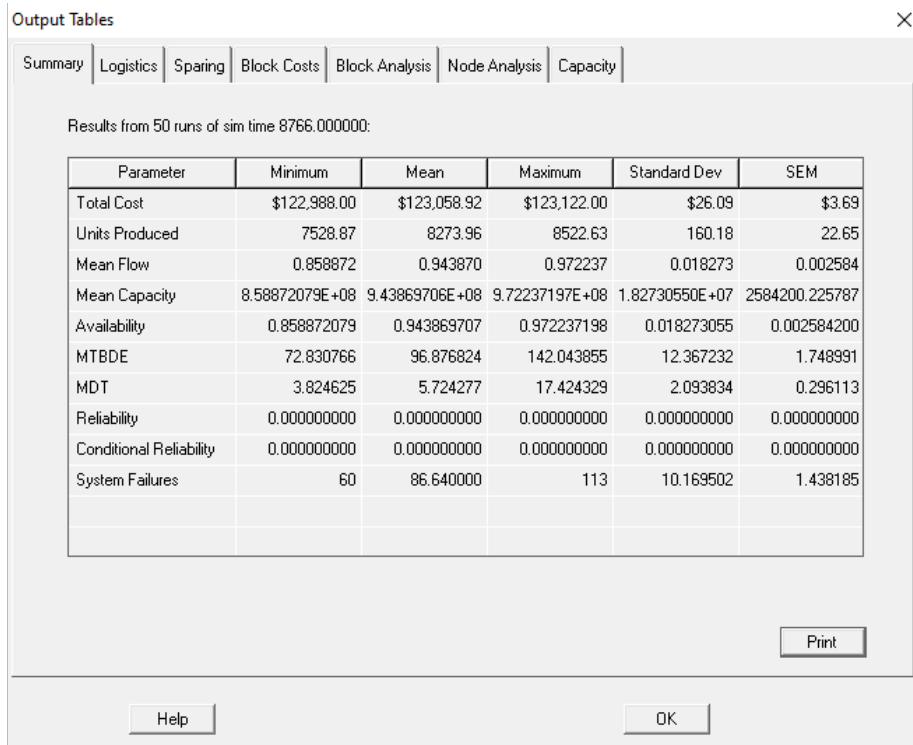 Output Tables
Summary Logistics Sparing Block Costs Block Analysis Node Analysis Capacity
Results from 50 runs of sim time 8766.000000:
Parameter Minimum Mean Maximum Standard Dev SEM
Total Cost $122,988.00 $123,058.92 $123,122.00 $26.09 $3.69
Units Produced 7528.87 8273.96 8522.63 160.18 22.65
Mean Flow 0.858872 0.943870 0.972237 0.018273 0.002584
Mean Capacity 8.58872079E+08 9.43869706E+08 9.72237197E+08 1.82730550E+07 2584200.225787
Availability 0.858872079 0.943869707 0.972237198 0.018273055 0.002584200
MTBDE 72.830766 96.876824 142.043855 12.367232 1.748991
MDT 3.824625 5.724277 17.424329 2.093834 0.296113
Reliability 0.000000000 0.000000000 0.000000000 0.000000000 0.000000000
Conditional Reliability 0.000000000 0.000000000 0.000000000 0.000000000 0.000000000
System Failures 60 86.640000 113 10.169502 1.438185
Print
Help OK